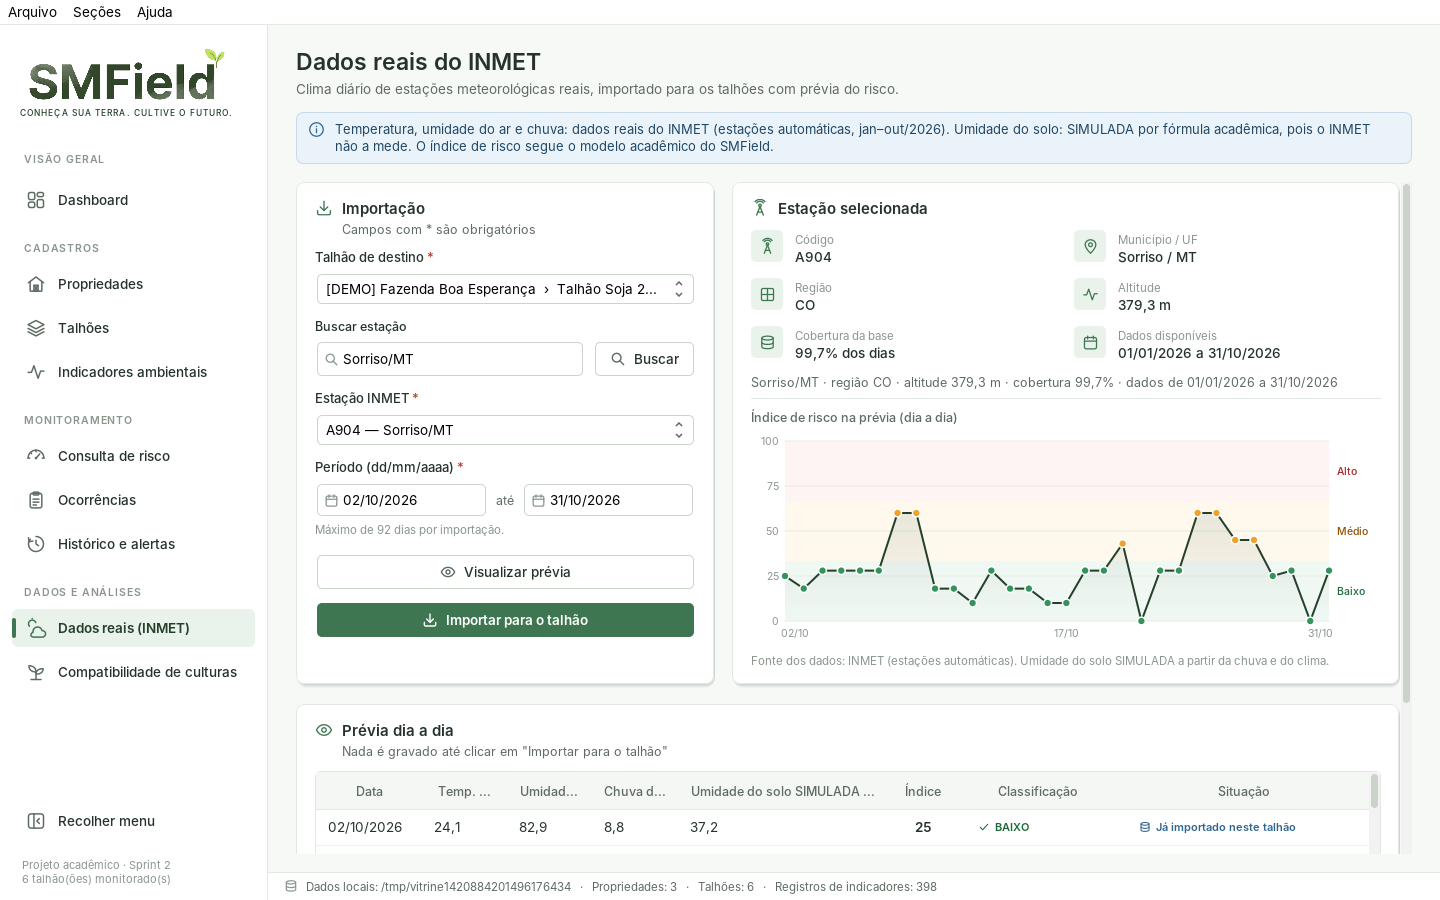 Arquivo Seções Ajuda
SMField
CONHEÇA SUA TERRA. CULTIVE O FUTURO.
VISÃO GERAL
Dashboard
CADASTROS
Propriedades
Talhões
Indicadores ambientais
MONITORAMENTO
Consulta de risco
Ocorrências
Histórico e alertas
DADOS E ANÁLISES
Dados reais (INMET)
Compatibilidade de culturas
Recolher menu
Projeto acadêmico · Sprint 2
6 talhão(ões) monitorado(s)
Dados reais do INMET
Clima diário de estações meteorológicas reais, importado para os talhões com prévia do risco.
Temperatura, umidade do ar e chuva: dados reais do INMET (estações automáticas, jan–out/2026). Umidade do solo: SIMULADA por fórmula acadêmica, pois o INMET
não a mede. O índice de risco segue o modelo acadêmico do SMField.
Importação
Campos com * são obrigatórios
Talhão de destino *
[DEMO] Fazenda Boa Esperança › Talhão Soja 2...
Buscar estação
Sorriso/MT
Buscar
Estação INMET *
A904 — Sorriso/MT
Período (dd/mm/aaaa) *
02/10/2026 até 31/10/2026
Máximo de 92 dias por importação.
Visualizar prévia
Importar para o talhão
Estação selecionada
Código
A904
Município / UF
Sorriso / MT
Região
CO
Altitude
379,3 m
Cobertura da base
99,7% dos dias
Dados disponíveis
01/01/2026 a 31/10/2026
Sorriso/MT · região CO · altitude 379,3 m · cobertura 99,7% · dados de 01/01/2026 a 31/10/2026
Índice de risco na prévia (dia a dia)
100
75
50
25
0
Alto
Médio
Baixo
02/10 17/10 31/10
Fonte dos dados: INMET (estações automáticas). Umidade do solo SIMULADA a partir da chuva e do clima.
Prévia dia a dia
Nada é gravado até clicar em "Importar para o talhão"
Data Temp. ... Umidad... Chuva d... Umidade do solo SIMULADA ... Índice Classificação Situação
02/10/2026 24,1 82,9 8,8 37,2 25 BAIXO Já importado neste talhão
Dados locais: /tmp/vitrine1420884201496176434 · Propriedades: 3 · Talhões: 6 · Registros de indicadores: 398